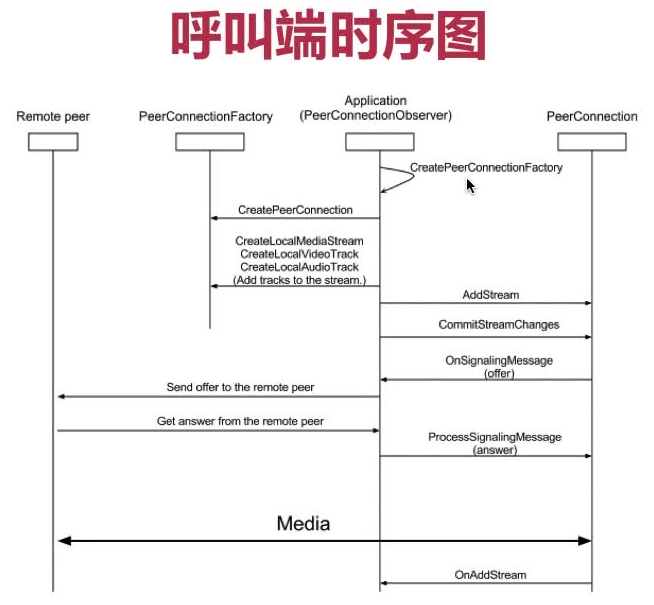 呼叫端时序图
Remote peer
PeerConnectionFactory
Application
(PeerConnectionObserver)
PeerConnection
CreatePeerConnectionFactory
CreatePeerConnection
CreateLocalMediaStream
CreateLocalVideoTrack
CreateLocalAudioTrack
(Add tracks to the stream.)
AddStream
CommitStreamChanges
OnSignalingMessage
(offer)
Send offer to the remote peer
Get answer from the remote peer
ProcessSignalingMessage
(answer)
Media
OnAddStream